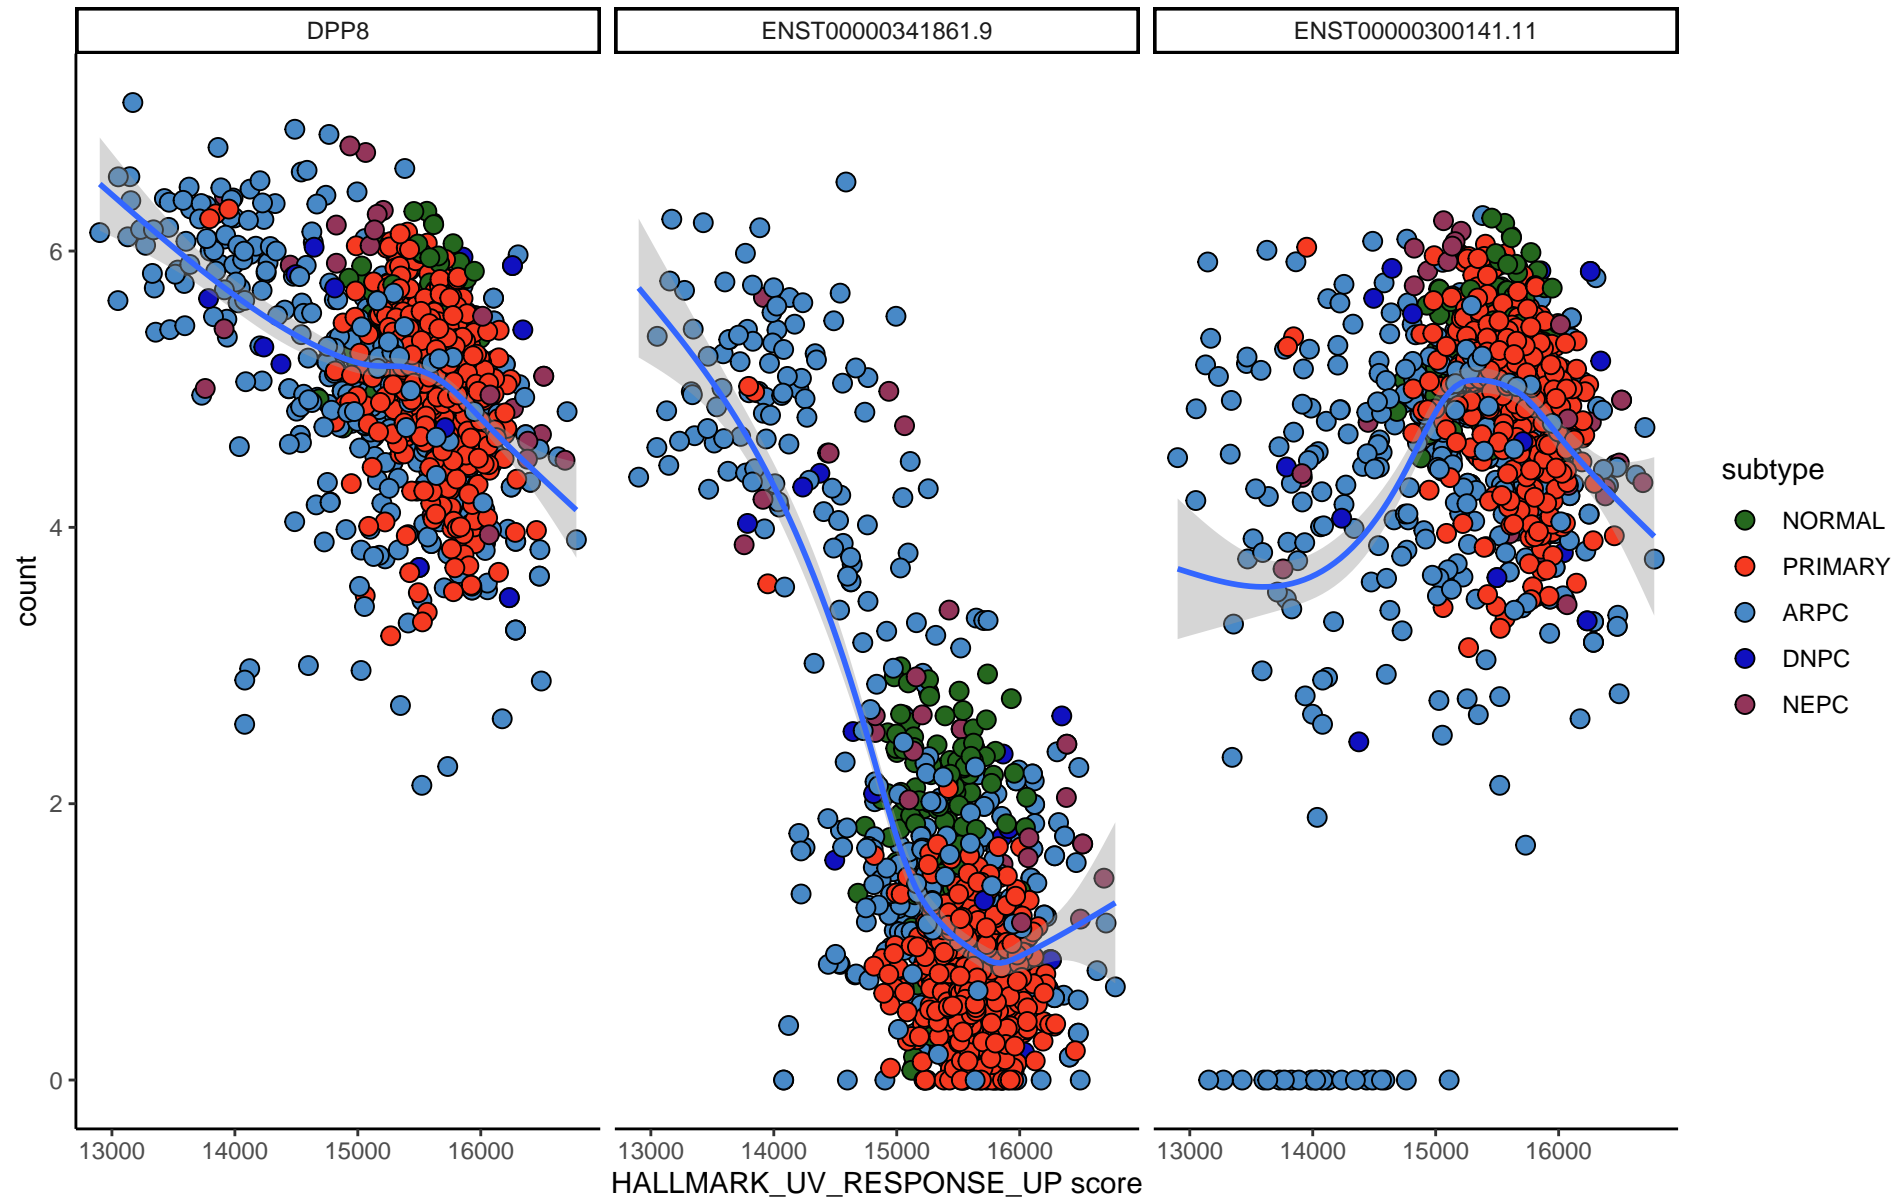 DPP8
ENST00000341861.9
ENST00000300141.11
6
4
2
0
count
13000 14000 15000 16000
13000 14000 15000 16000
13000 14000 15000 16000
HALLMARK_UV_RESPONSE_UP score
subtype
NORMAL
PRIMARY
ARPC
DNPC
NEPC